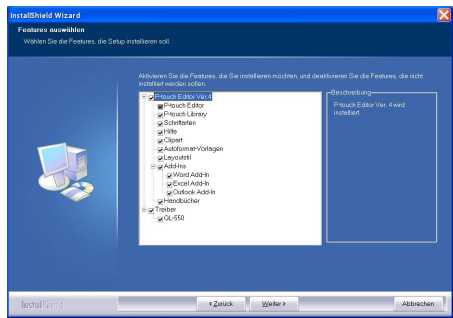 InstallShield Wizard
Features auswählen
Wählen Sie die Features, die Setup installieren soll.
Aktivieren Sie die Features, die Sie installieren möchten, und deaktivieren Sie die Features, die nicht
installiert werden sollen.
P-touch Editor Ver.4
P-touch Editor
P-touch Library
Schriftarten
Hilfe
Clipart
Autoformat-Vorlagen
Layoutstil
Add-Ins
Word Add-In
Excel Add-In
Outlook Add-In
Handbücher
Treiber
QL-550
Beschreibung
P-touch Editor Ver. 4 wird
installiert
InstallShield
< Zurück
Weiter >
Abbrechen